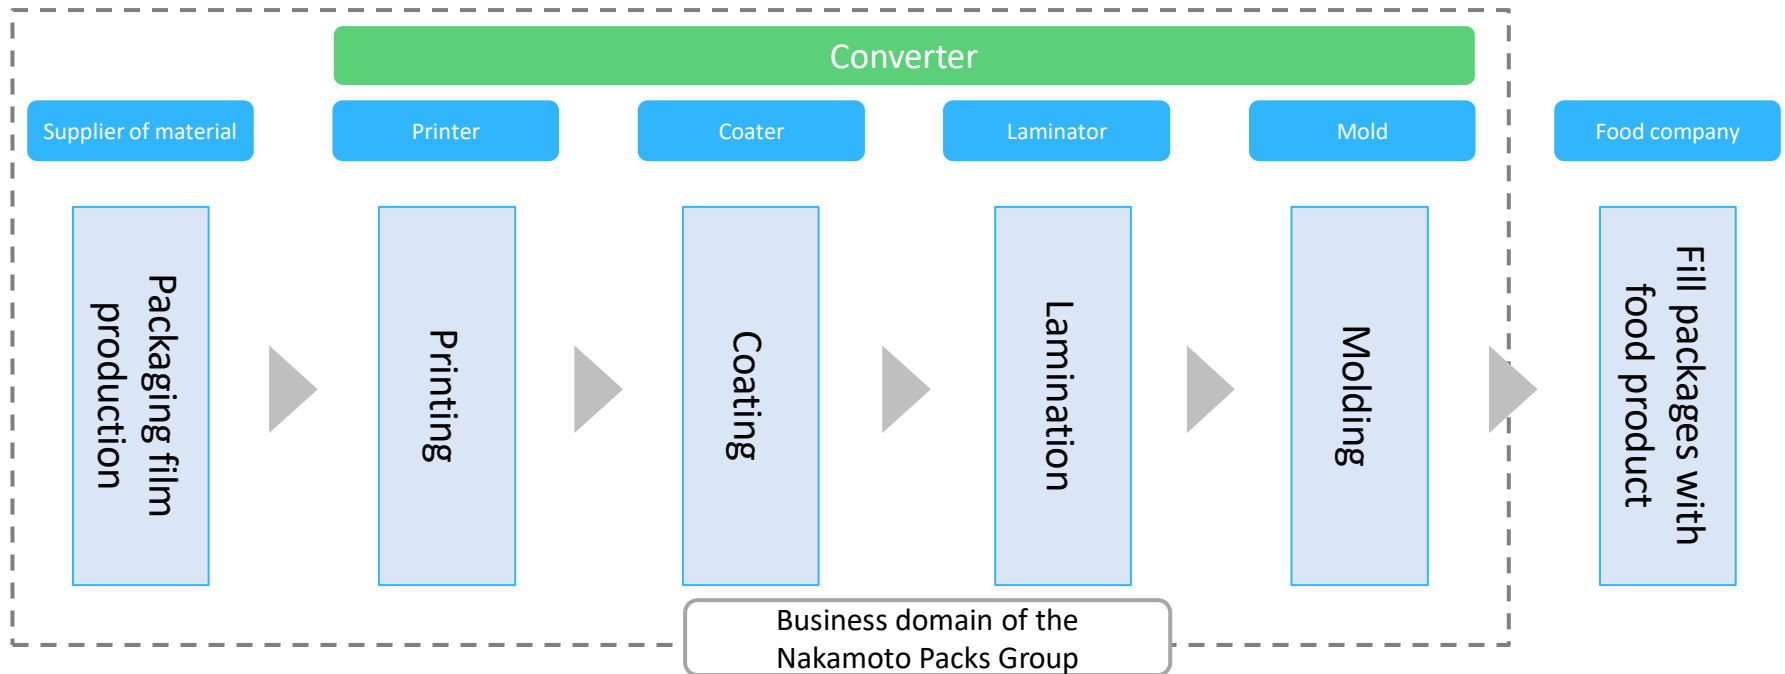 Converter
Supplier of material
Printer
Coater
Laminator
Mold
Food company
Packaging film
production
Printing
Coating
Lamination
Molding
Fill packages with
food product
Business domain of the
Nakamoto Packs Group